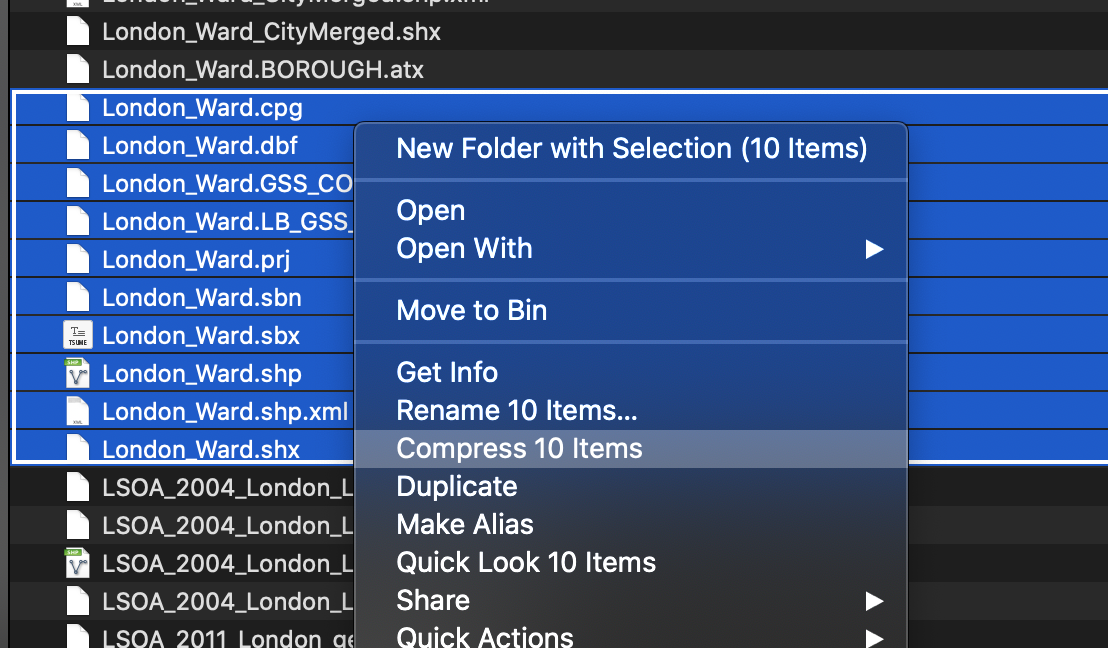 London_Ward_CityMerged.shp.xml
London_Ward_CityMerged.shx
London_Ward.BOROUGH.atx
London_Ward.cpg
London_Ward.dbf
London_Ward.GSS_CO
London_Ward.LB_GSS_
London_Ward.prj
London_Ward.sbn
London_Ward.sbx
London_Ward.shp
London_Ward.shp.xml
London_Ward.shx
LSOA_2004_London_L
LSOA_2004_London_L
LSOA_2004_London_L
LSOA_2004_London_L
LSOA_2011_London_ge
New Folder with Selection (10 Items)
Open
Open With
Move to Bin
Get Info
Rename 10 Items...
Compress 10 Items
Duplicate
Make Alias
Quick Look 10 Items
Share
Quick Actions